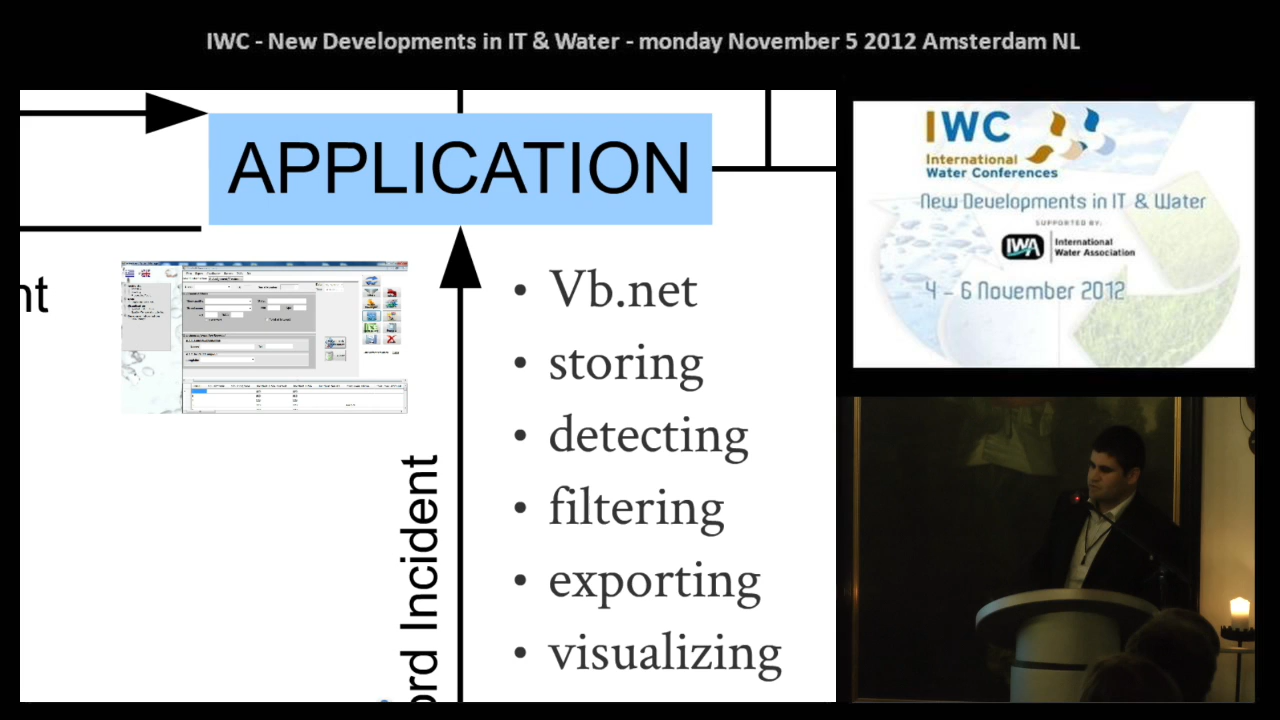 IWC - New Developments in IT & Water - monday November 5 2012 Amsterdam NL
APPLICATION
nt
• Vb.net
• storing
• detecting
• filtering
• exporting
• visualizing
ord Incident
IWC
International
Water Conferences
New Developments in IT & Water
SUPPORTED BY:
IWA
International
Water Association
4 – 6 November 2012